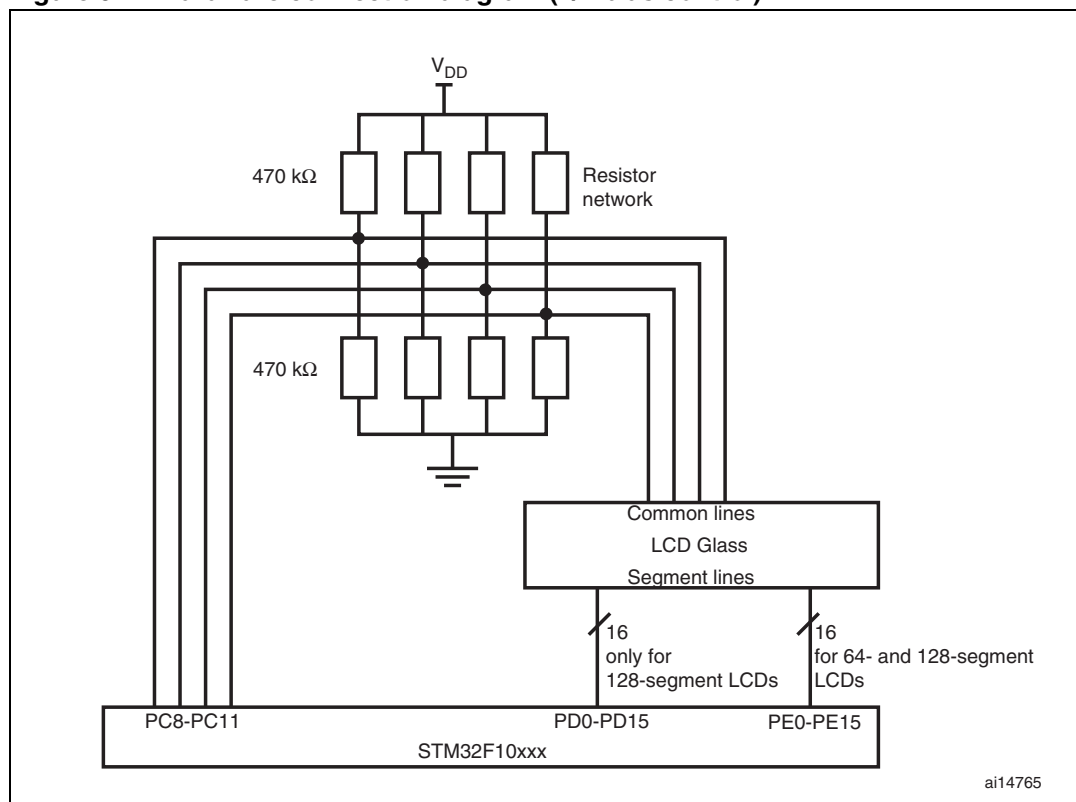 VDD
470 kΩ
Resistor
network
470 kΩ
Common lines
LCD Glass
Segment lines
16
only for
128-segment LCDs
16
for 64- and 128-segment
LCDs
PC8-PC11
PD0-PD15
PE0-PE15
STM32F10xxx
ai14765